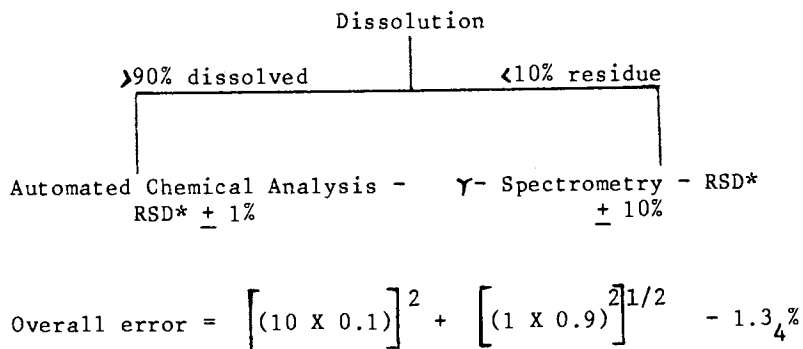 Dissolution
>90% dissolved <10% residue
Automated Chemical Analysis - γ- Spectrometry - RSD*
RSD* ± 1% ± 10%
Overall error = [(10 X 0.1)]² + [(1 X 0.9)²]1/2 - 1.3₄%